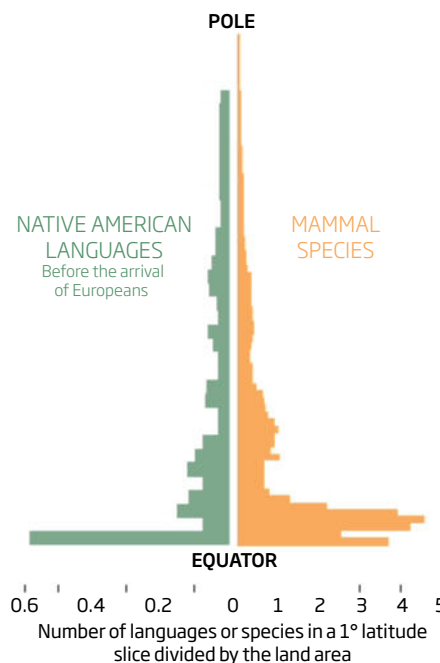 POLE
NATIVE AMERICAN
LANGUAGES
Before the arrival
of Europeans
MAMMAL
SPECIES
EQUATOR
0.6 0.4 0.2 0 1 2 3 4 5
Number of languages or species in a 1° latitude
slice divided by the land area